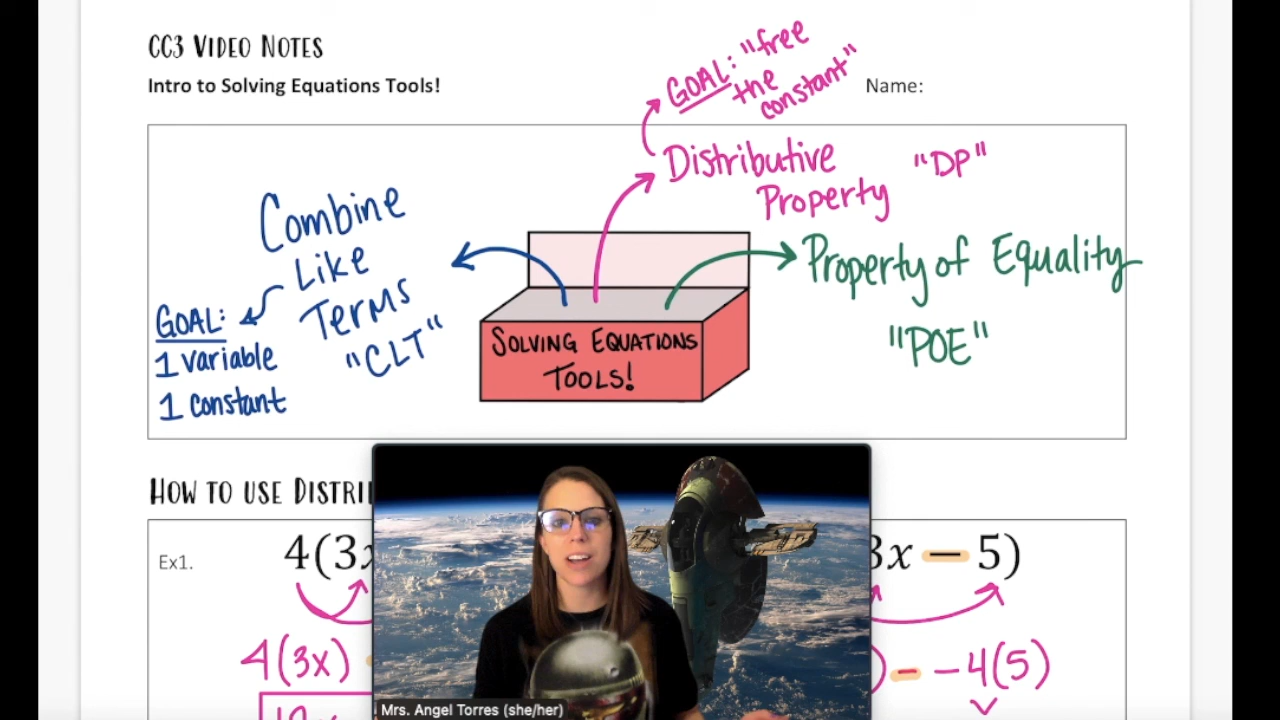 CC3 VIDEO NOTES
Intro to Solving Equations Tools!
Name:
GOAL: "free
the
constant"
Distributive
Property
"DP"
Combine
Like
Terms
"CLT"
GOAL:
1 variable
1 constant
Property of Equality
"POE"
SOLVING EQUATIONS
TOOLS!
HOW TO USE DISTRI
Ex1.
4(3x
3x − 5)
4(3x)
) − −4(5)
Mrs. Angel Torres (she/her)